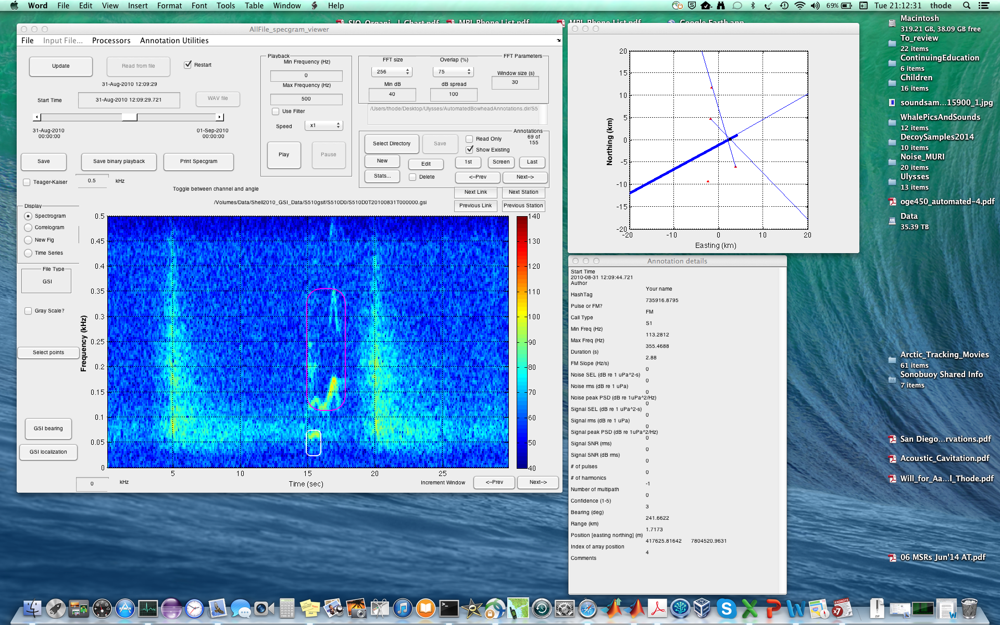 Word File Edit View Insert Format Font Tools Table Window Help 69% Tue 21:12:31 thode
SIO_Organi...l_Chart.pdf MPL Phone List.pdf MPL Phone List.pdf Google Earth.app
AllFile_specgram_viewer
File Input File... Processors Annotation Utilities
Update
Read from file
Restart
31-Aug-2010 12:09:29
Start Time
31-Aug-2010 12:09:29.721
WAV file
31-Aug-2010
00:00:00
01-Sep-2010
00:00:00
Save
Save binary playback
Print Specgram
Teager-Kaiser
0.5
kHz
Playback
Min Frequency (Hz)
0
Max Frequency (Hz)
500
Use Filter
Speed
x1
Play
Pause
FFT Parameters
FFT size
Overlap (%)
256
75
Window size (s)
30
Min dB
dB spread
40
100
/Users/thode/Desktop/Ulysses/AutomatedBowheadAnnotations.dir/S5
Annotations
69 of
155
Select Directory
Save
Read Only
Show Existing
New
Edit
1st
Screen
Last
Stats...
Delete
<--Prev
Next-->
Next Link
Next Station
Previous Link
Previous Station
Toggle between channel and angle
/Volumes/Data/Shell2010_GSI_Data/S510gsif/S510D0/S510D0T20100831T000000.gsi
Display
Spectrogram
Correlogram
New Fig
Time Series
File Type
GSI
Gray Scale?
Select points
GSI bearing
GSI localization
Frequency (kHz)
0.5
0.45
0.4
0.35
0.3
0.25
0.2
0.15
0.1
0.05
0
5 10 15 20 25
Time (sec)
140
130
120
110
100
90
80
70
60
50
40
0
kHz
Increment Window
<--Prev
Next-->
Northing (km)
20
15
10
5
0
-5
-10
-15
-20
-20 -10 0 10 20
Easting (km)
Annotation details
Start Time
2010-08-31 12:09:44.721
Author
Your name
HashTag
735916.8795
Pulse or FM?
FM
Call Type
S1
Min Freq (Hz)
113.2812
Max Freq (Hz)
355.4688
Duration (s)
2.88
FM Slope (Hz/s)
0
Noise SEL (dB re 1 uPa^2-s)
0
Noise rms (dB re 1 uPa)
0
Noise peak PSD (dB re 1uPa^2/Hz)
0
Signal SEL (dB re 1 uPa^2-s)
0
Signal rms (dB re 1 uPa)
0
Signal peak PSD (dB re 1uPa^2/Hz)
0
Signal SNR (rms)
0
Signal SNR (dB rms)
0
# of pulses
0
# of harmonics
-1
Number of multipath
0
Confidence (1-5)
3
Bearing (deg)
241.6622
Range (km)
1.7173
Position [easting northing] (m)
417625.81642 7804520.9631
Index of array position
4
Comments
Macintosh
319.21 GB, 38.09 GB free
To_review
22 items
ContinuingEducation
6 items
Children
16 items
soundsam...15900_1.jpg
WhalePicsAndSounds
12 items
DecoySamples2014
10 items
Noise_MURI
20 items
Ulysses
13 items
oge450_automated-4.pdf
Data
35.39 TB
Arctic_Tracking_Movies
61 items
Sonobuoy Shared Info
7 items
San Diego...rvations.pdf
Acoustic_Cavitation.pdf
Will_for_Aa...l_Thode.pdf
06 MSRs Jun'14 AT.pdf
ZIP